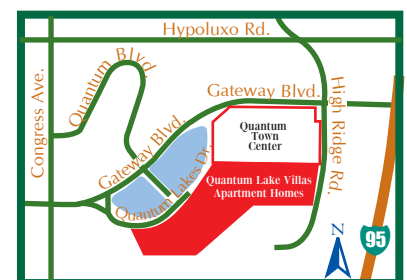 Hypoluxo Rd.
Congress Ave.
Quantum Blvd.
Gateway Blvd.
High Ridge Rd.
Gateway Blvd.
Quantum
Town
Center
Quantum Lakes Dr.
Quantum Lake Villas
Apartment Homes
N
95